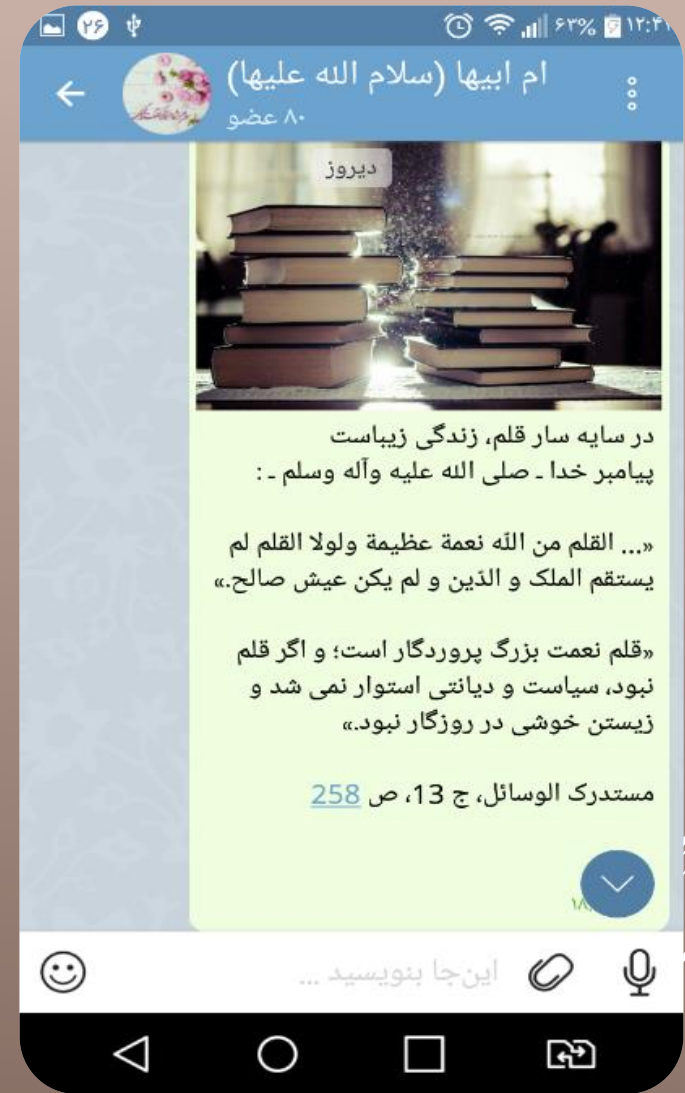 ۲۶ ۶۳%
ام ابیها (سلام الله علیها)
۸۰ عضو
دیروز
در سایه سار قلم، زندگی زیباست
پیامبر خدا ـ صلی الله علیه وآله وسلم ـ :
«... القلم من اللّه نعمة عظیمة ولولا القلم لم
یستقم الملک و الدّین و لم یکن عیش صالح.»
«قلم نعمت بزرگ پروردگار است؛ و اگر قلم
نبود، سیاست و دیانتی استوار نمی شد و
زیستن خوشی در روزگار نبود.»
مستدرک الوسائل، ج 13، ص 258
این‌جا بنویسید ...